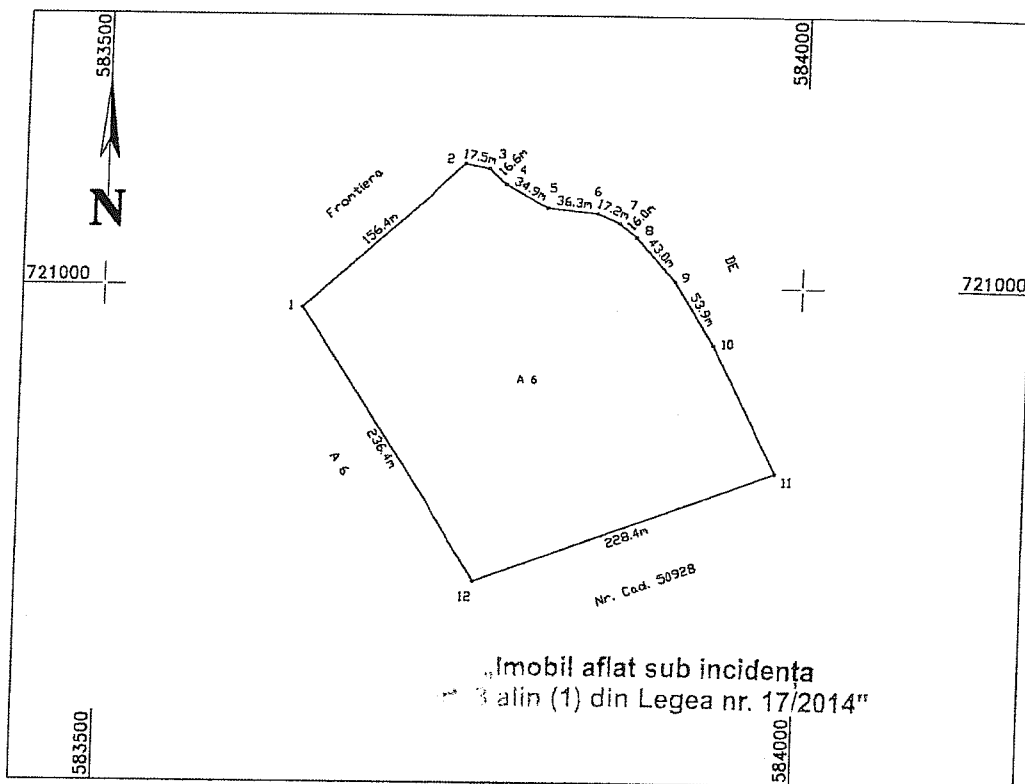 583500
584000
N
Frontiera
2
17.5m
3
16.6m
4
34.9m
5
36.3m
6
17.2m
7
16.0m
8
43.0m
9
DE
156.4m
721000
721000
1
53.9m
10
A 6
236.4m
A 6
11
228.4m
12
Nr. Cad. 50928
„Imobil aflat sub incidența
3 alin (1) din Legea nr. 17/2014"
583500
584000